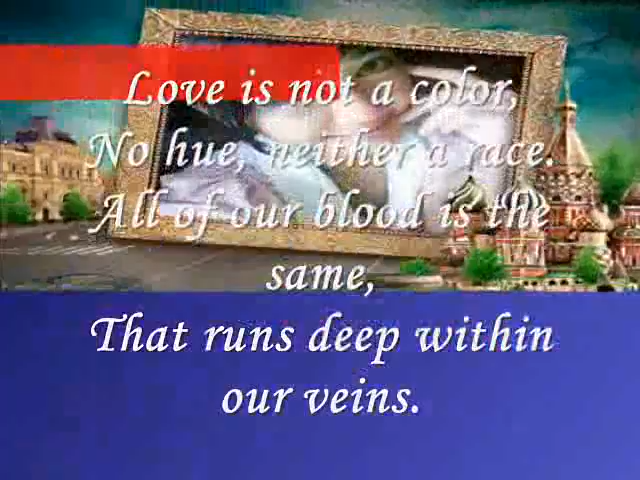 Love is not a color,
No hue, neither a race.
All of our blood is the
same,
That runs deep within
our veins.